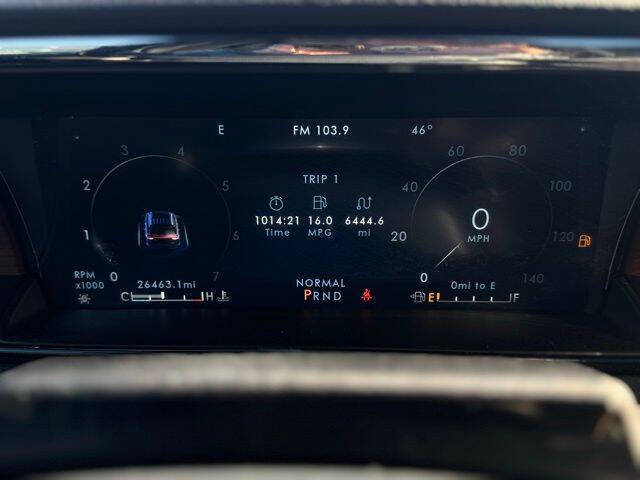 E FM 103.9 46°
TRIP 1
1014:21 16.0 6444.6
Time MPG mi
0 1 2 3 4 5 6 7
RPM
x1000
26463.1mi
C H
NORMAL
PRND
0 20 40 60 80 100 120 140
0
MPH
0mi to E
E F